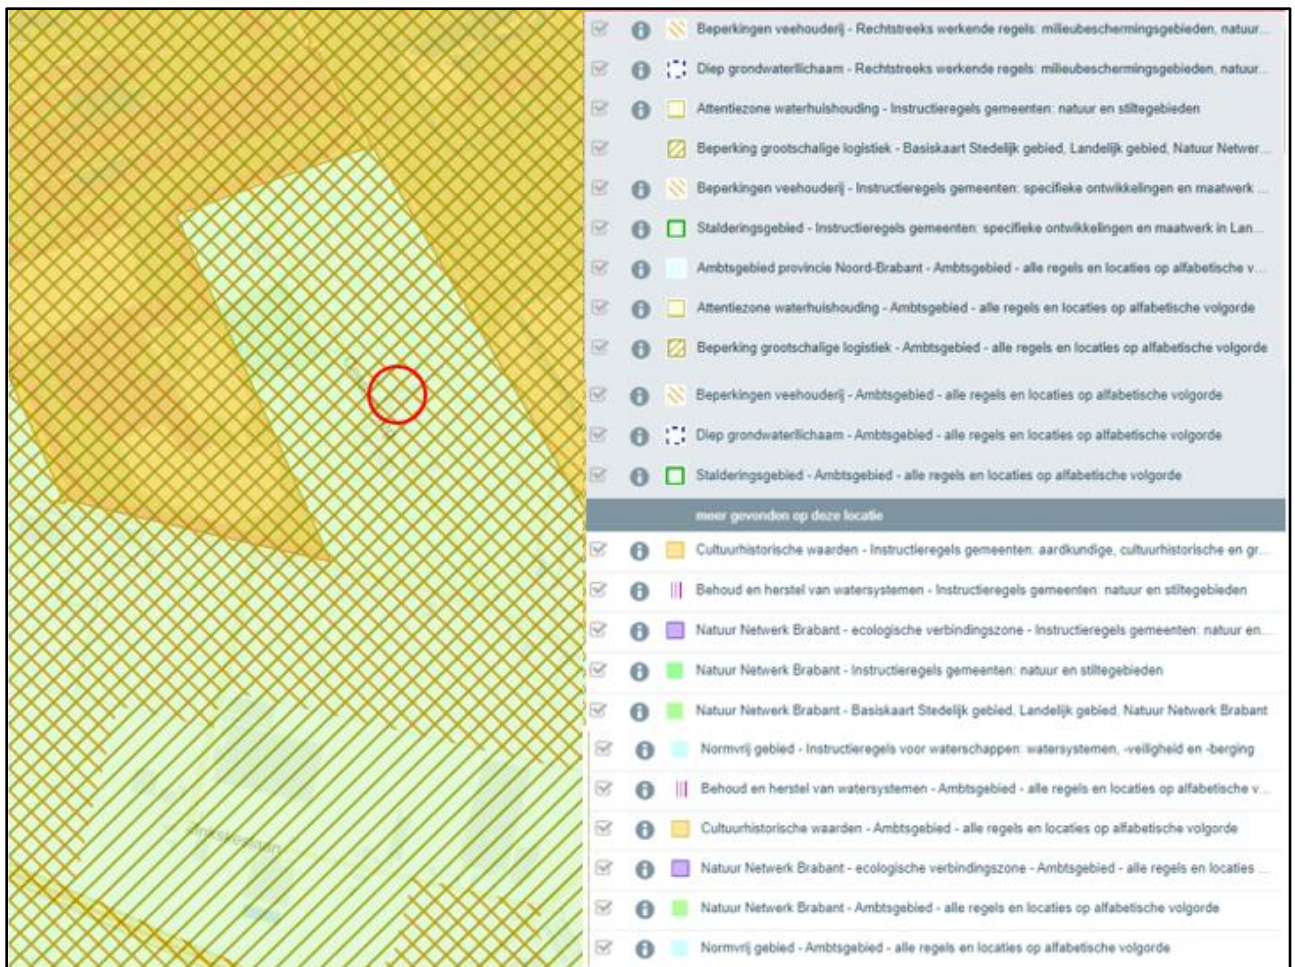 Beperkingen veehouderij - Rechtstreeks werkende regels: milieubeschermingsgebieden, natuur...
Diep grondwaterllichaam - Rechtstreeks werkende regels: milieubeschermingsgebieden, natuur...
Attentiezone waterhuishouding - Instructieregels gemeenten: natuur en stiltegebieden
Beperking grootschalige logistiek - Basiskaart Stedelijk gebied, Landelijk gebied, Natuur Netwer...
Beperkingen veehouderij - Instructieregels gemeenten: specifieke ontwikkelingen en maatwerk ...
Stalderingsgebied - Instructieregels gemeenten: specifieke ontwikkelingen en maatwerk in Lan...
Ambtsgebied provincie Noord-Brabant - Ambtsgebied - alle regels en locaties op alfabetische v...
Attentiezone waterhuishouding - Ambtsgebied - alle regels en locaties op alfabetische volgorde
Beperking grootschalige logistiek - Ambtsgebied - alle regels en locaties op alfabetische volgorde
Beperkingen veehouderij - Ambtsgebied - alle regels en locaties op alfabetische volgorde
Diep grondwaterllichaam - Ambtsgebied - alle regels en locaties op alfabetische volgorde
Stalderingsgebied - Ambtsgebied - alle regels en locaties op alfabetische volgorde
meer gevonden op deze locatie
Cultuurhistorische waarden - Instructieregels gemeenten: aardkundige, cultuurhistorische en gr...
Behoud en herstel van watersystemen - Instructieregels gemeenten: natuur en stiltegebieden
Natuur Netwerk Brabant - ecologische verbindingszone - Instructieregels gemeenten: natuur en...
Natuur Netwerk Brabant - Instructieregels gemeenten: natuur en stiltegebieden
Natuur Netwerk Brabant - Basiskaart Stedelijk gebied, Landelijk gebied, Natuur Netwerk Brabant
Normvrij gebied - Instructieregels voor waterschappen: watersystemen, -veiligheid en -berging
Behoud en herstel van watersystemen - Ambtsgebied - alle regels en locaties op alfabetische v...
Cultuurhistorische waarden - Ambtsgebied - alle regels en locaties op alfabetische volgorde
Natuur Netwerk Brabant - ecologische verbindingszone - Ambtsgebied - alle regels en locaties ...
Natuur Netwerk Brabant - Ambtsgebied - alle regels en locaties op alfabetische volgorde
Normvrij gebied - Ambtsgebied - alle regels en locaties op alfabetische volgorde